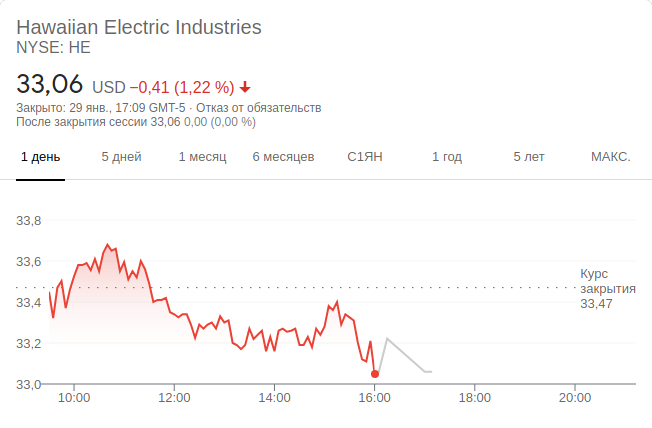 Hawaiian Electric Industries
NYSE: HE
33,06 USD −0,41 (1,22 %)
Закрыто: 29 янв., 17:09 GMT-5 · Отказ от обязательств
После закрытия сессии 33,06 0,00 (0,00 %)
1 день 5 дней 1 месяц 6 месяцев С1ЯН 1 год 5 лет МАКС.
33,8
33,6
Курс
закрытия
33,47
33,4
33,2
33,0
10:00 12:00 14:00 16:00 18:00 20:00